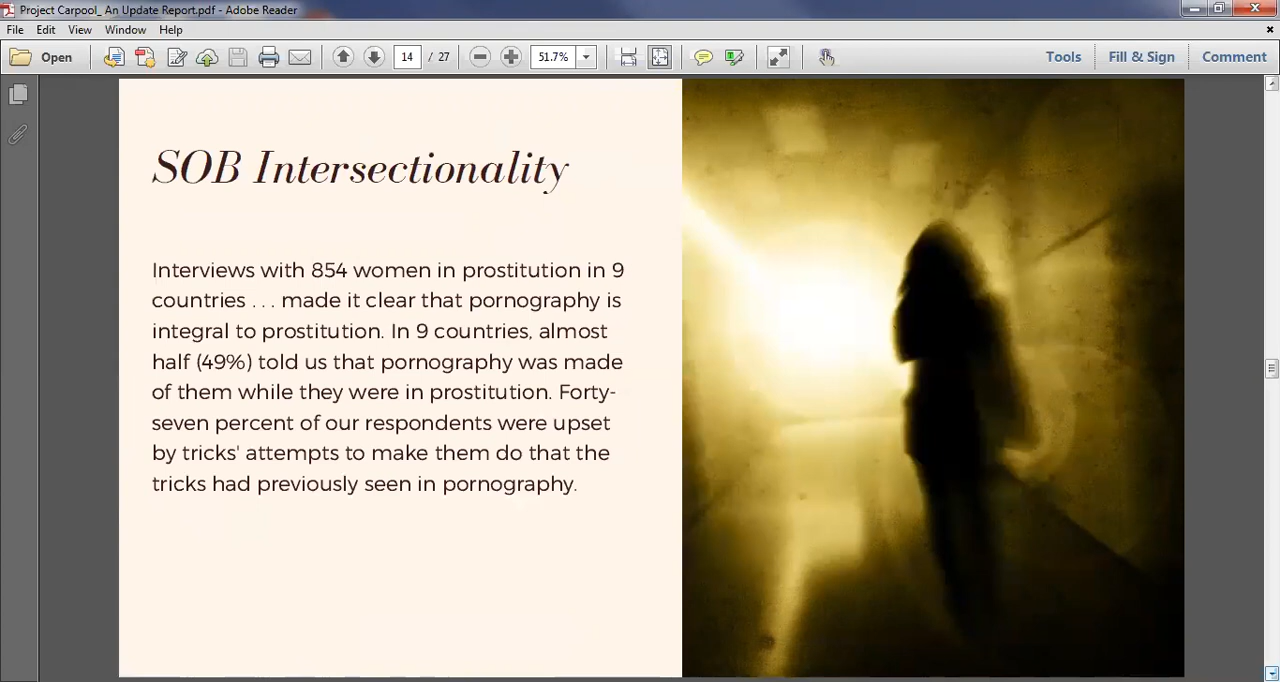 Project Carpool_ An Update Report.pdf - Adobe Reader
File Edit View Window Help
Open 14 / 27 51.7% Tools Fill & Sign Comment
SOB Intersectionality
Interviews with 854 women in prostitution in 9
countries . . . made it clear that pornography is
integral to prostitution. In 9 countries, almost
half (49%) told us that pornography was made
of them while they were in prostitution. Forty-
seven percent of our respondents were upset
by tricks' attempts to make them do that the
tricks had previously seen in pornography.